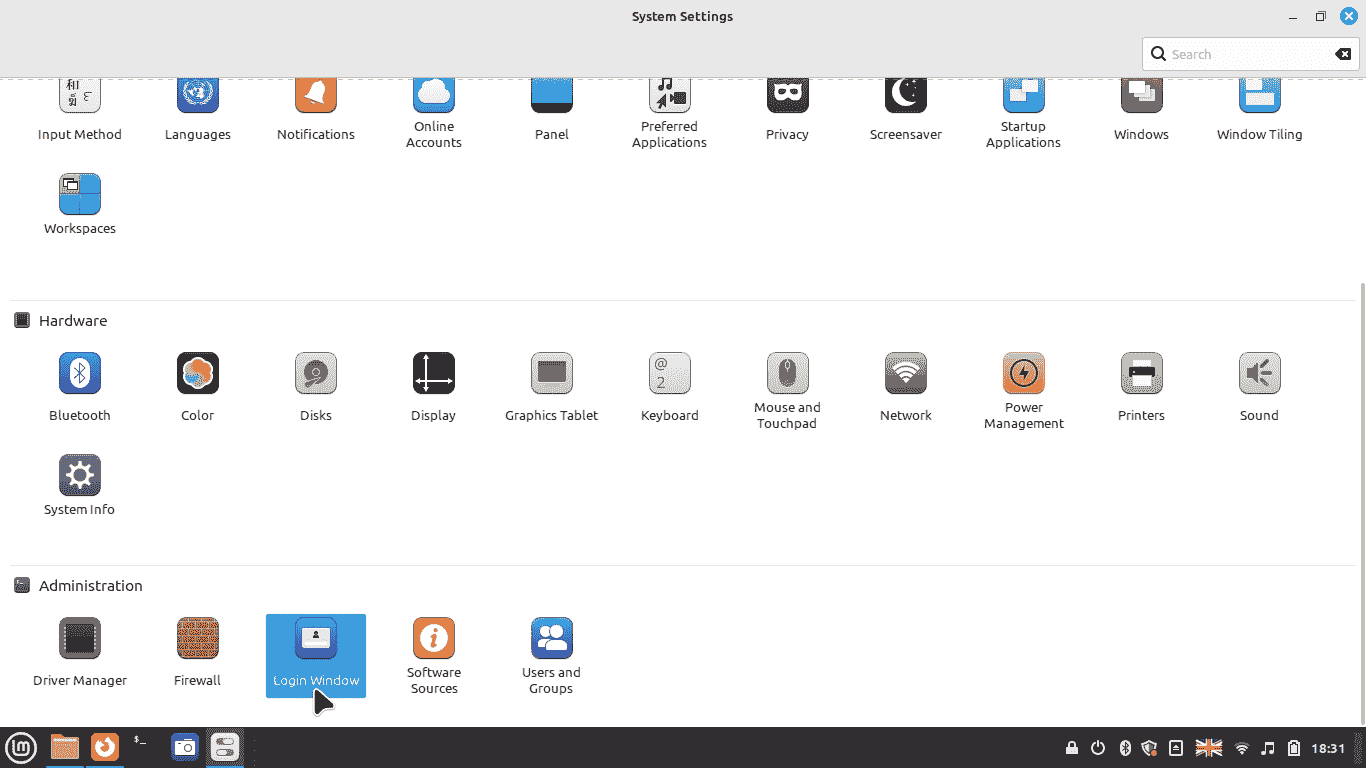 System Settings
Search
Input Method
Languages
Notifications
Online
Accounts
Panel
Preferred
Applications
Privacy
Screensaver
Startup
Applications
Windows
Window Tiling
Workspaces
Hardware
@
2
Bluetooth
Color
Disks
Display
Graphics Tablet
Keyboard
Mouse and
Touchpad
Network
Power
Management
Printers
Sound
System Info
Administration
Driver Manager
Firewall
Login Window
Software
Sources
Users and
Groups
$_
18:31